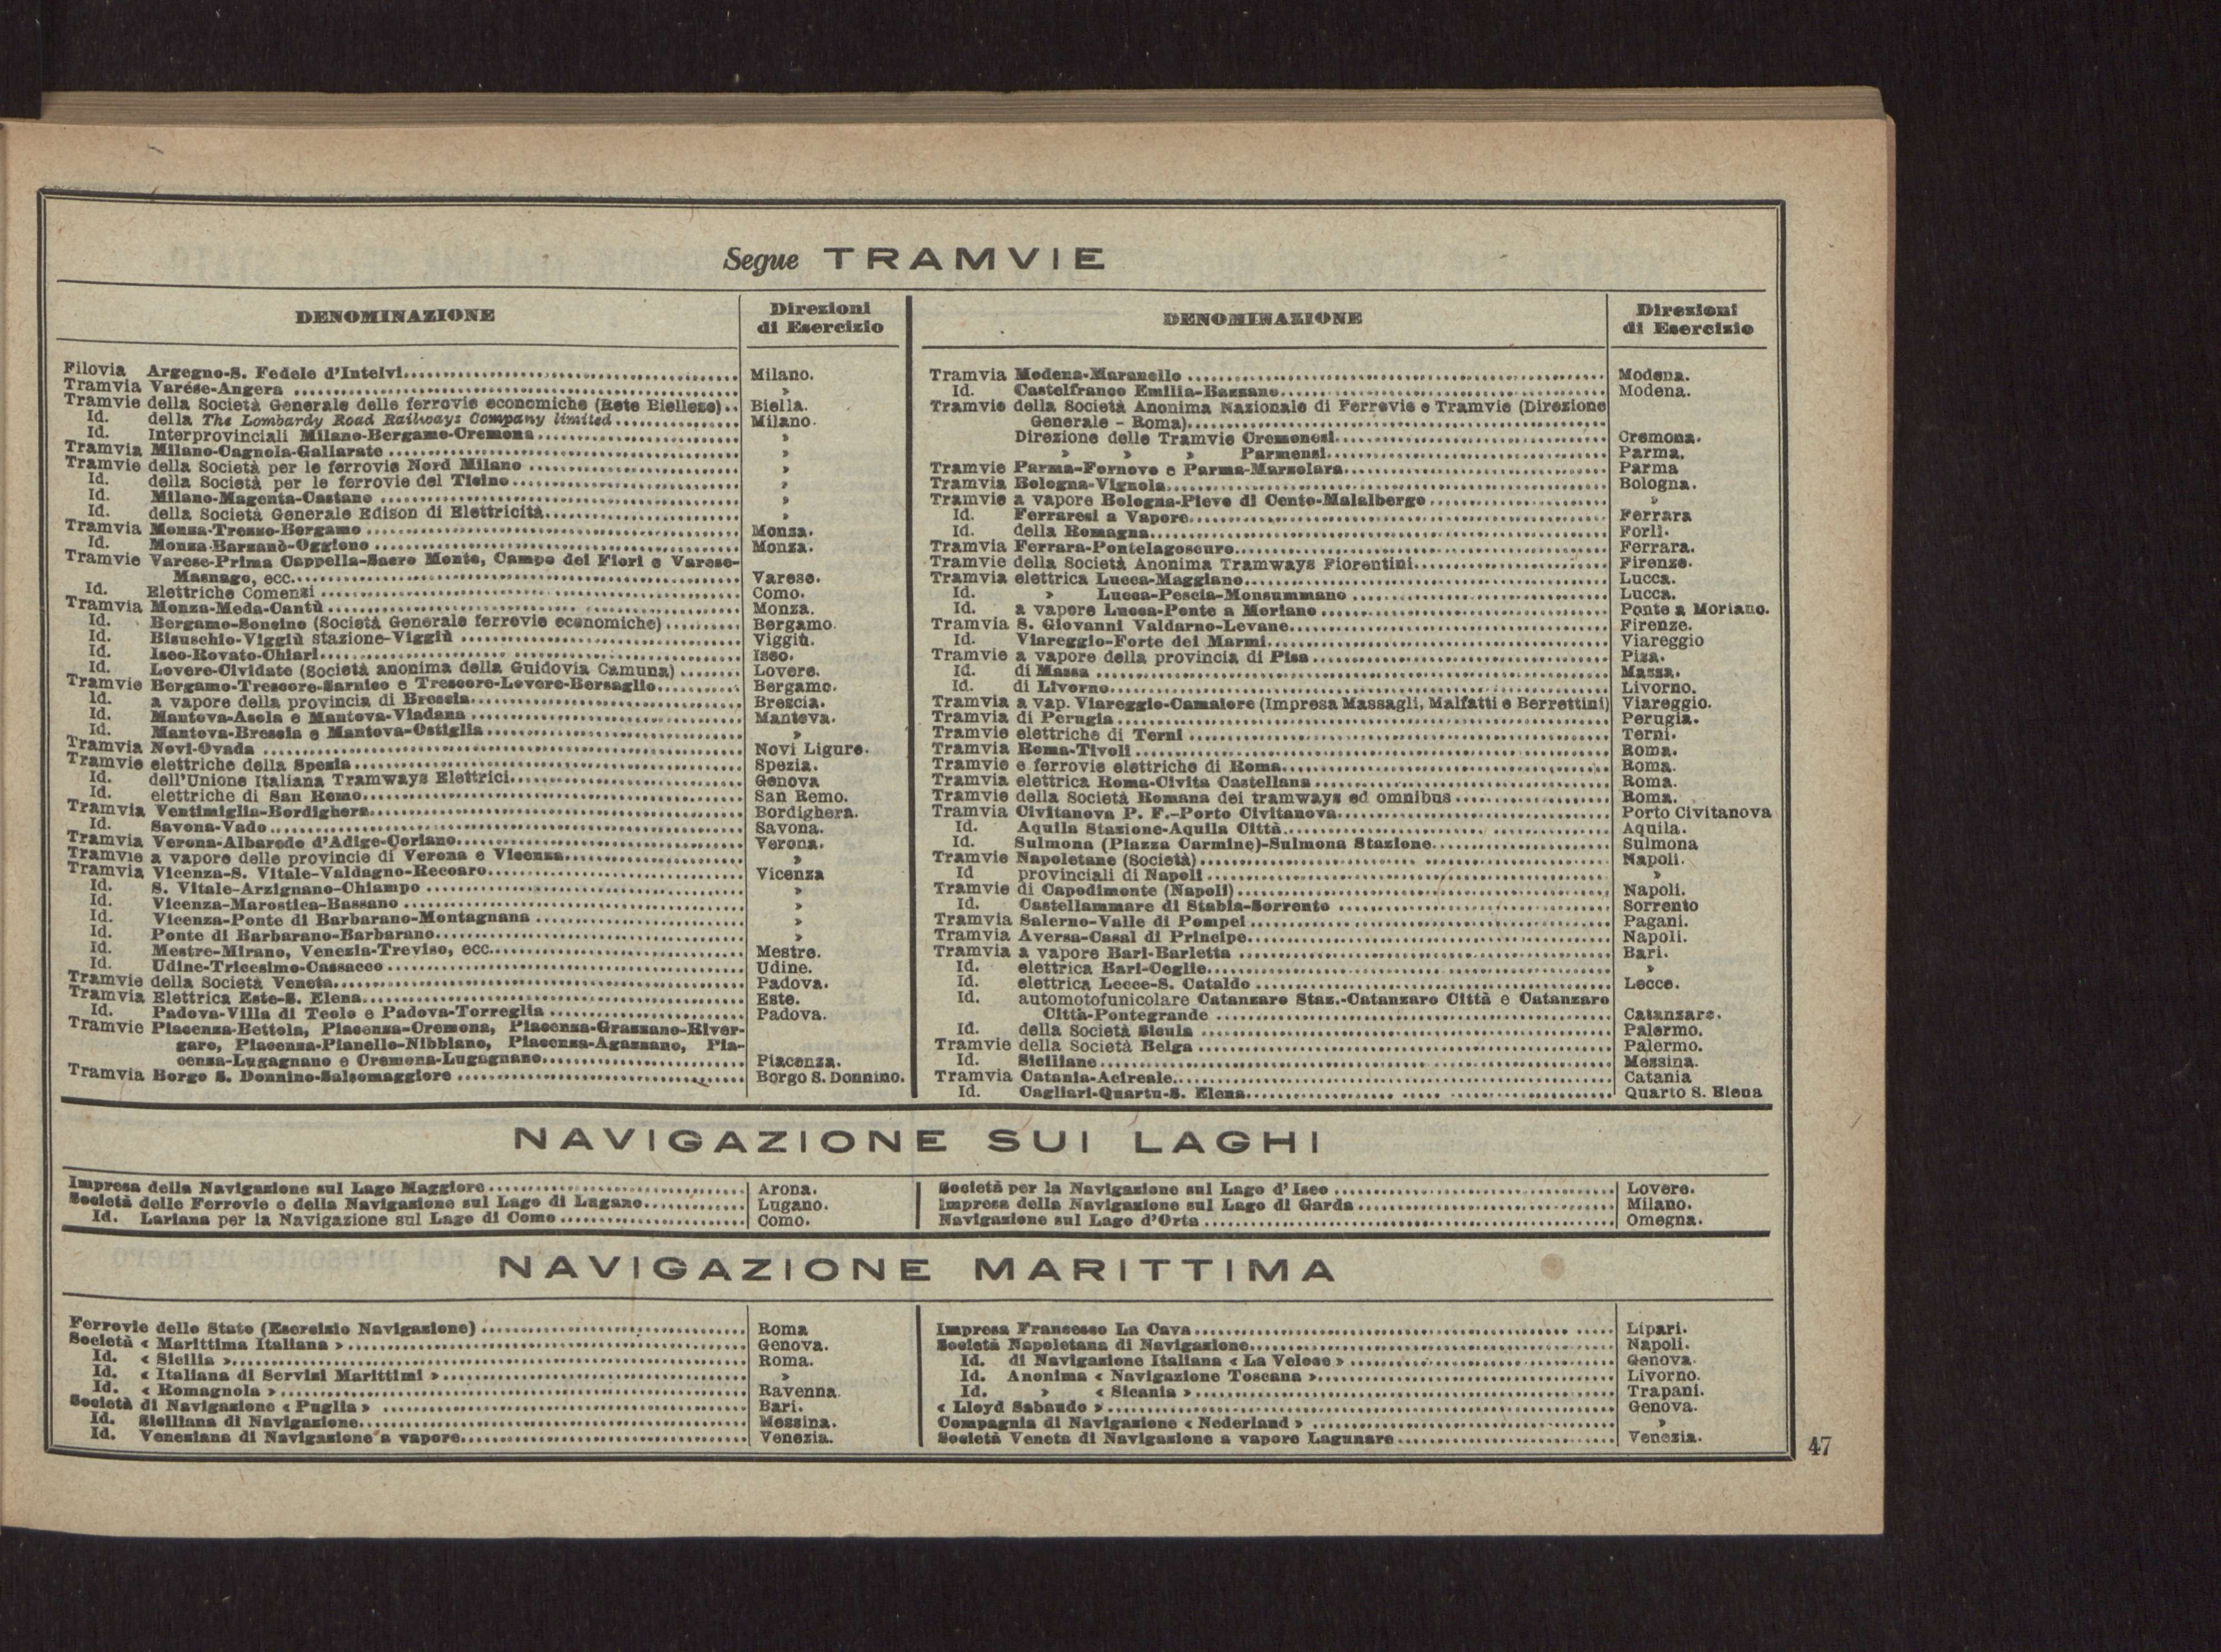 Segue TRAMVIE
DENOMINAZIONE
Direzioni
di Esercizio
Filovia Argegno-S. Fedele d'Intelvi Milano.
Tramvia Varése-Angera »
Tramvie della Società Generale delle ferrovie economiche (Rete Biellese) Biella.
Id. della The Lombardy Road Railways Company limited Milano.
Id. Interprovinciali Milano-Bergamo-Cremona »
Tramvia Milano-Cagnola-Gallarate »
Tramvie della Società per le ferrovie Nord Milano »
Id. della Società per le ferrovie del Ticino »
Id. Milano-Magenta-Castano »
Id. della Società Generale Edison di Elettricità »
Tramvia Monza-Trezzo-Bergamo Monza.
Id. Monza-Barzanò-Oggiono Monza.
Tramvie Varese-Prima Cappella-Sacro Monte, Campo dei Fiori e Varese-
Masnago, ecc. Varese.
Id. Elettriche Comensi Como.
Tramvia Monza-Meda-Cantù Monza.
Id. Bergamo-Soncino (Società Generale ferrovie economiche) Bergamo.
Id. Bisuschio-Viggiù stazione-Viggiù Viggiù.
Id. Iseo-Rovato-Chiari Iseo.
Id. Lovere-Cividate (Società anonima della Guidovia Camuna) Lovere.
Tramvie Bergamo-Trescore-Sarnico e Trescore-Lovere-Bersaglio Bergamo.
Id. a vapore della provincia di Brescia Brescia.
Id. Mantova-Asola e Mantova-Viadana Mantova.
Id. Mantova-Brescia e Mantova-Ostiglia »
Tramvia Novi-Ovada Novi Ligure.
Tramvie elettriche della Spezia Spezia.
Id. dell'Unione Italiana Tramways Elettrici Genova
Id. elettriche di San Remo San Remo.
Tramvia Ventimiglia-Bordighera Bordighera.
Id. Savona-Vado Savona.
Tramvia Verona-Albaredo d'Adige-Coriano Verona.
Tramvie a vapore delle provincie di Verona e Vicenza »
Tramvia Vicenza-S. Vitale-Valdagno-Recoaro Vicenza
Id. S. Vitale-Arzignano-Chiampo »
Id. Vicenza-Marostica-Bassano »
Id. Vicenza-Ponte di Barbarano-Montagnana »
Id. Ponte di Barbarano-Barbarano »
Id. Mestre-Mirano, Venezia-Treviso, ecc. Mestre.
Id. Udine-Tricesimo-Cassacco Udine.
Tramvie della Società Veneta Padova.
Tramvia Elettrica Este-S. Elena Este.
Id. Padova-Villa di Teolo e Padova-Torreglia Padova.
Tramvie Piacenza-Bettola, Piacenza-Cremona, Piacenza-Grazzano-River-
garo, Piacenza-Pianello-Nibbiano, Piacenza-Agazzano, Pia-
cenza-Lugagnano e Cremona-Lugagnano Piacenza.
Tramvia Borgo S. Donnino-Salsomaggiore Borgo S. Donnino.
DENOMINAZIONE
Direzioni
di Esercizio
Tramvia Modena-Maranello Modena.
Id. Castelfranco Emilia-Bazzano Modena.
Tramvie della Società Anonima Nazionale di Ferrovie e Tramvie (Direzione
Generale - Roma)
Direzione delle Tramvie Cremonesi Cremona.
» » » Parmensi Parma.
Tramvie Parma-Fornovo e Parma-Marzolara Parma
Tramvia Bologna-Vignola Bologna.
Tramvie a vapore Bologna-Pieve di Cento-Malalbergo »
Id. Ferraresi a Vapore Ferrara
Id. della Romagna Forlì.
Tramvia Ferrara-Pontelagoscuro Ferrara.
Tramvie della Società Anonima Tramways Fiorentini Firenze.
Tramvia elettrica Lucca-Maggiano Lucca.
Id. » Lucca-Pescia-Monsummano Lucca.
Id. a vapore Lucca-Ponte a Moriano Ponte a Moriano.
Tramvia S. Giovanni Valdarno-Levane Firenze.
Id. Viareggio-Forte dei Marmi Viareggio
Tramvie a vapore della provincia di Pisa Pisa.
Id. di Massa Massa.
Id. di Livorno Livorno.
Tramvia a vap. Viareggio-Camaiore (Impresa Massagli, Malfatti e Berrettini) Viareggio.
Tramvia di Perugia Perugia.
Tramvie elettriche di Terni Terni.
Tramvia Roma-Tivoli Roma.
Tramvie e ferrovie elettriche di Roma Roma.
Tramvia elettrica Roma-Civita Castellana Roma.
Tramvie della Società Romana dei tramways ed omnibus Roma.
Tramvia Civitanova P. F.-Porto Civitanova Porto Civitanova
Id. Aquila Stazione-Aquila Città Aquila.
Id. Sulmona (Piazza Carmine)-Sulmona Stazione Sulmona
Tramvie Napoletane (Società) Napoli.
Id provinciali di Napoli »
Tramvie di Capodimonte (Napoli) Napoli.
Id. Castellammare di Stabia-Sorrento Sorrento
Tramvia Salerno-Valle di Pompei Pagani.
Tramvia Aversa-Casal di Principe Napoli.
Tramvia a vapore Bari-Barletta Bari.
Id. elettrica Bari-Ceglie »
Id. elettrica Lecce-S. Cataldo Lecce.
Id. automotofunicolare Catanzaro Staz.-Catanzaro Città e Catanzaro
Città-Pontegrande Catanzaro.
Id. della Società Sicula Palermo.
Tramvie della Società Belga Palermo.
Id. Siciliane Messina.
Tramvia Catania-Acireale Catania
Id. Cagliari-Quartu-S. Elena Quarto S. Elena
NAVIGAZIONE SUI LAGHI
Impresa della Navigazione sul Lago Maggiore Arona.
Società delle Ferrovie e della Navigazione sul Lago di Lugano Lugano.
Id. Lariana per la Navigazione sul Lago di Como Como.
Società per la Navigazione sul Lago d'Iseo Lovere.
Impresa della Navigazione sul Lago di Garda Milano.
Navigazione sul Lago d'Orta Omegna.
NAVIGAZIONE MARITTIMA
Ferrovie dello Stato (Esercizio Navigazione) Roma
Società « Marittima Italiana » Genova.
Id. « Sicilia » Roma.
Id. « Italiana di Servizi Marittimi » »
Id. « Romagnola » Ravenna.
Società di Navigazione « Puglia » Bari.
Id. Siciliana di Navigazione Messina.
Id. Veneziana di Navigazione a vapore Venezia.
Impresa Francesco La Cava Lipari.
Società Napoletana di Navigazione Napoli.
Id. di Navigazione Italiana « La Veloce » Genova.
Id. Anonima « Navigazione Toscana » Livorno.
Id. » « Sicania » Trapani.
« Lloyd Sabaudo » Genova.
Compagnia di Navigazione « Nederland » »
Società Veneta di Navigazione a vapore Lagunare Venezia.
47